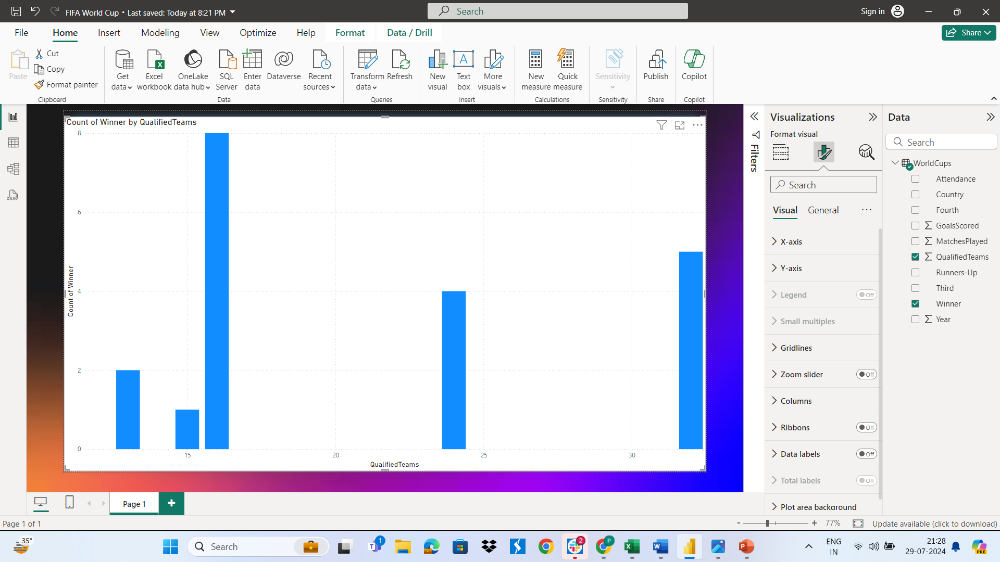 FIFA World Cup • Last saved: Today at 8:21 PM
Search
Sign in
File Home Insert Modeling View Optimize Help Format Data / Drill
Share
Paste
Cut
Copy
Format painter
Clipboard
Get data
Excel workbook
OneLake data hub
SQL Server
Enter data
Dataverse
Recent sources
Data
Transform data
Refresh
Queries
New visual
Text box
More visuals
Insert
New measure
Quick measure
Calculations
Sensitivity
Sensitivity
Publish
Share
Copilot
Copilot
DAX
Count of Winner by QualifiedTeams
8
6
4
2
0
Count of Winner
15 20 25 30
QualifiedTeams
Filters
Visualizations
Format visual
Search
Visual General
X-axis
Y-axis
Legend Off
Small multiples
Gridlines
Zoom slider Off
Columns
Ribbons Off
Data labels Off
Total labels Off
Plot area background
Data
Search
WorldCups
Attendance
Country
Fourth
GoalsScored
MatchesPlayed
QualifiedTeams
Runners-Up
Third
Winner
Year
Page 1
Page 1 of 1
- + 77%
Update available (click to download)
35°
Search
1
2
P
ENG
IN
21:28
29-07-2024
PRE